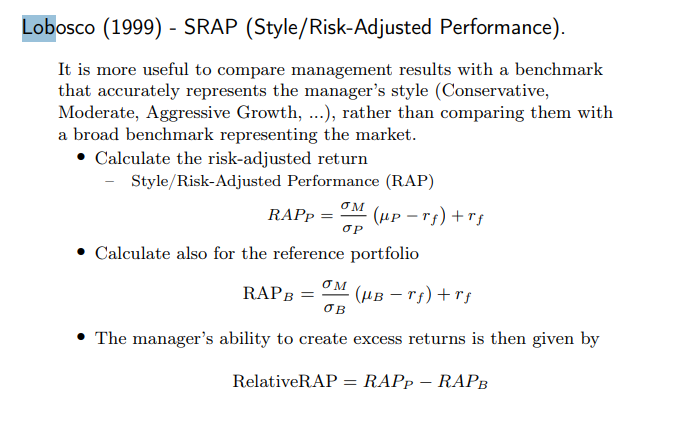 Lobosco (1999) - SRAP (Style/Risk-Adjusted Performance).
It is more useful to compare management results with a benchmark
that accurately represents the manager's style (Conservative,
Moderate, Aggressive Growth, ...), rather than comparing them with
a broad benchmark representing the market.
• Calculate the risk-adjusted return
– Style/Risk-Adjusted Performance (RAP)
RAP_P = σ_M / σ_P (μ_P − r_f) + r_f
• Calculate also for the reference portfolio
RAP_B = σ_M / σ_B (μ_B − r_f) + r_f
• The manager's ability to create excess returns is then given by
RelativeRAP = RAP_P − RAP_B